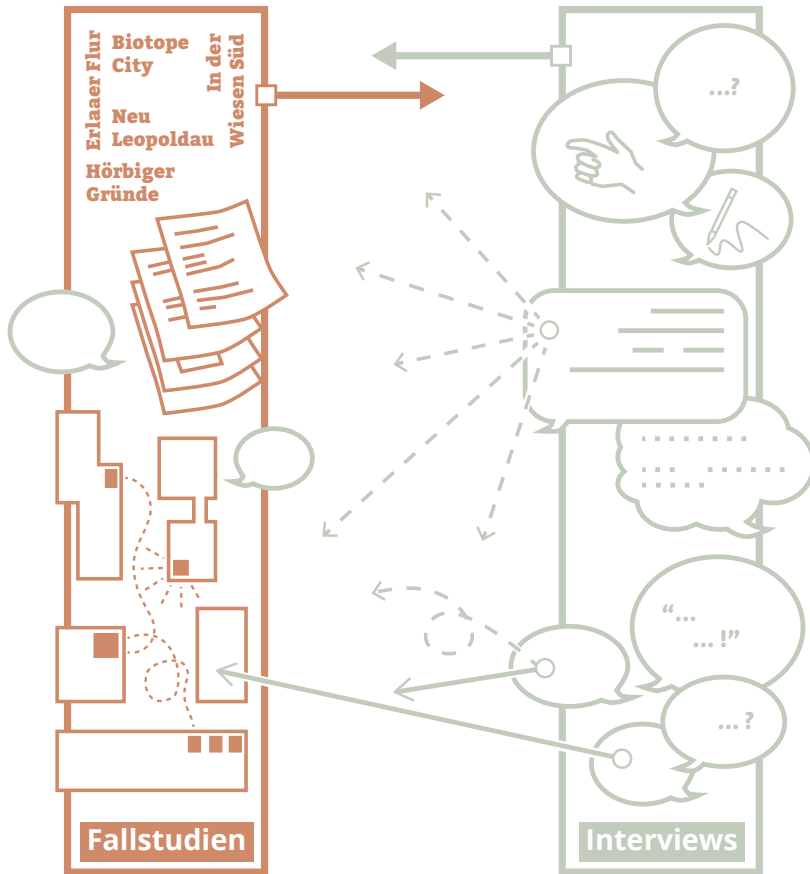 Erlaaer Flur
Biotope
City
In der
Wiesen Süd
Neu
Leopoldau
Hörbiger
Gründe
....?
“...
...!”
...?
Fallstudien
Interviews